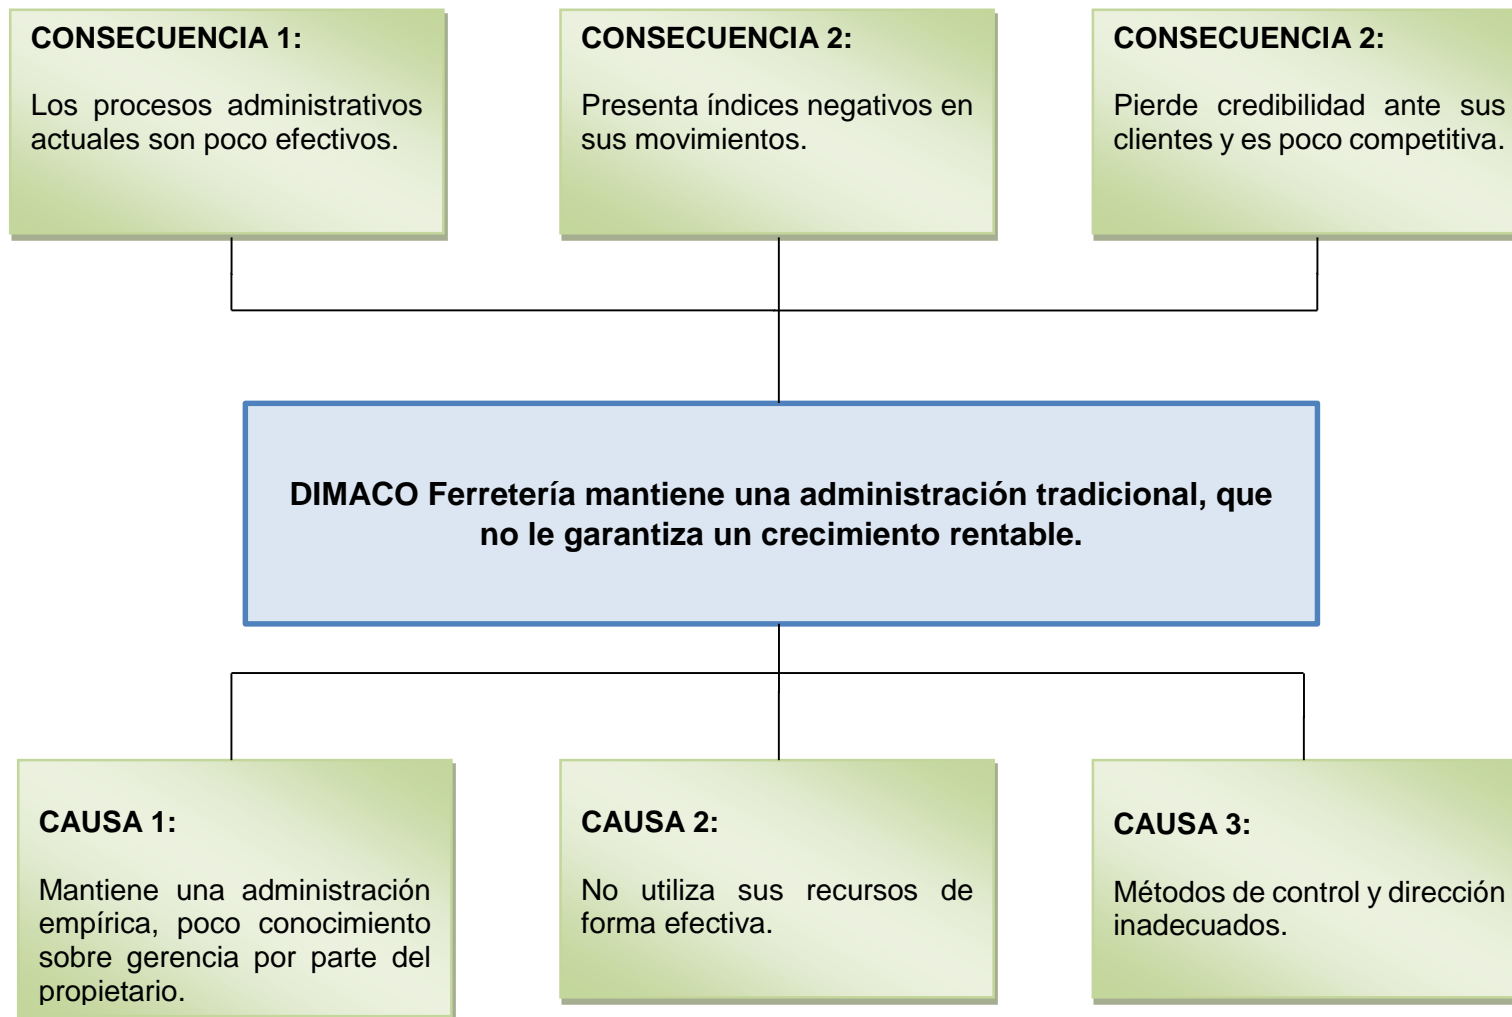 CONSECUENCIA 1:
Los procesos administrativos
actuales son poco efectivos.
CONSECUENCIA 2:
Presenta índices negativos en
sus movimientos.
CONSECUENCIA 2:
Pierde credibilidad ante sus
clientes y es poco competitiva.
DIMACO Ferretería mantiene una administración tradicional, que
no le garantiza un crecimiento rentable.
CAUSA 1:
Mantiene una administración
empírica, poco conocimiento
sobre gerencia por parte del
propietario.
CAUSA 2:
No utiliza sus recursos de
forma efectiva.
CAUSA 3:
Métodos de control y dirección
inadecuados.